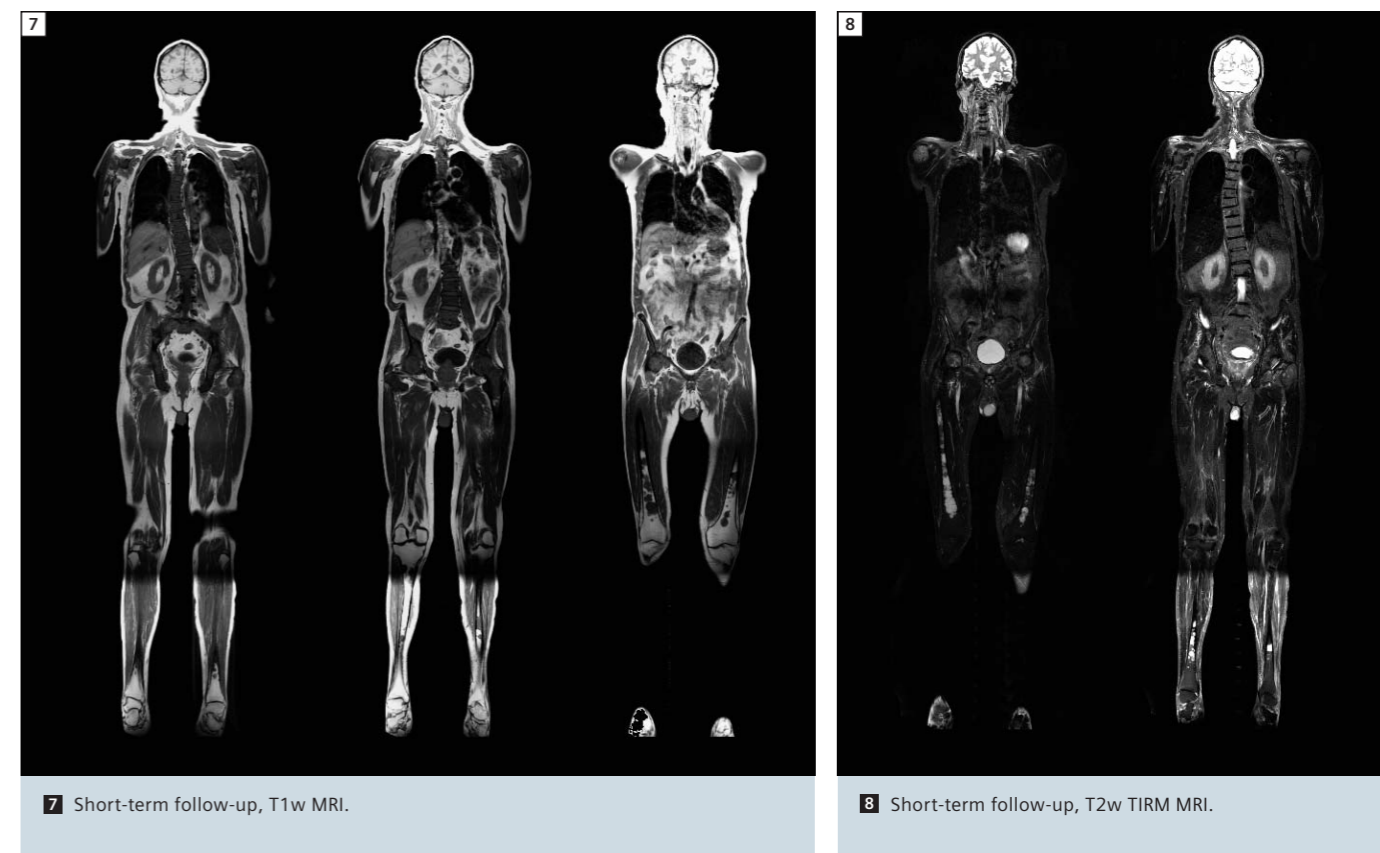 7
8
7 Short-term follow-up, T1w MRI.
8 Short-term follow-up, T2w TIRM MRI.